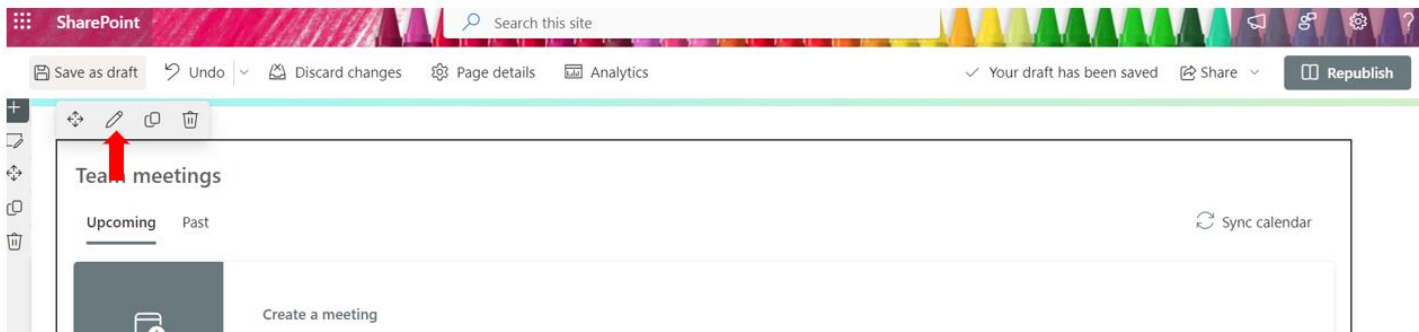 SharePoint Search this site ?
Save as draft Undo Discard changes Page details Analytics Your draft has been saved Share Republish
Team meetings
Upcoming Past Sync calendar
Create a meeting